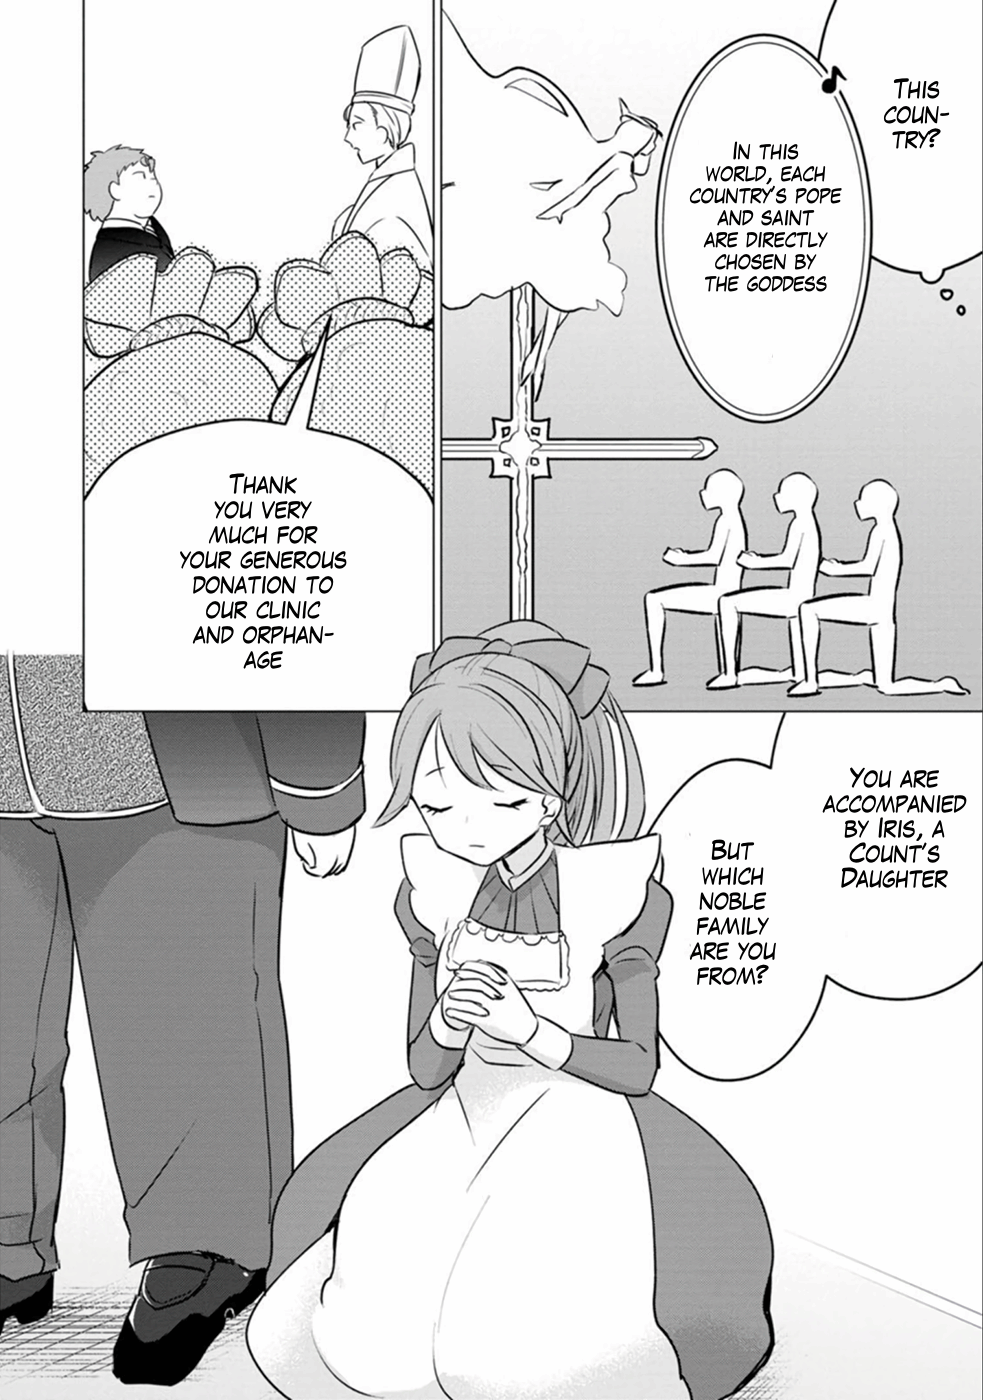 THIS
COUN-
TRY?
IN THIS
WORLD, EACH
COUNTRY'S POPE
AND SAINT
ARE DIRECTLY
CHOSEN BY
THE GODDESS
THANK
YOU VERY
MUCH FOR
YOUR GENEROUS
DONATION TO
OUR CLINIC
AND ORPHAN-
AGE
YOU ARE
ACCOMPANIED
BY IRIS, A
COUNT'S
DAUGHTER
BUT
WHICH
NOBLE
FAMILY
ARE YOU
FROM?